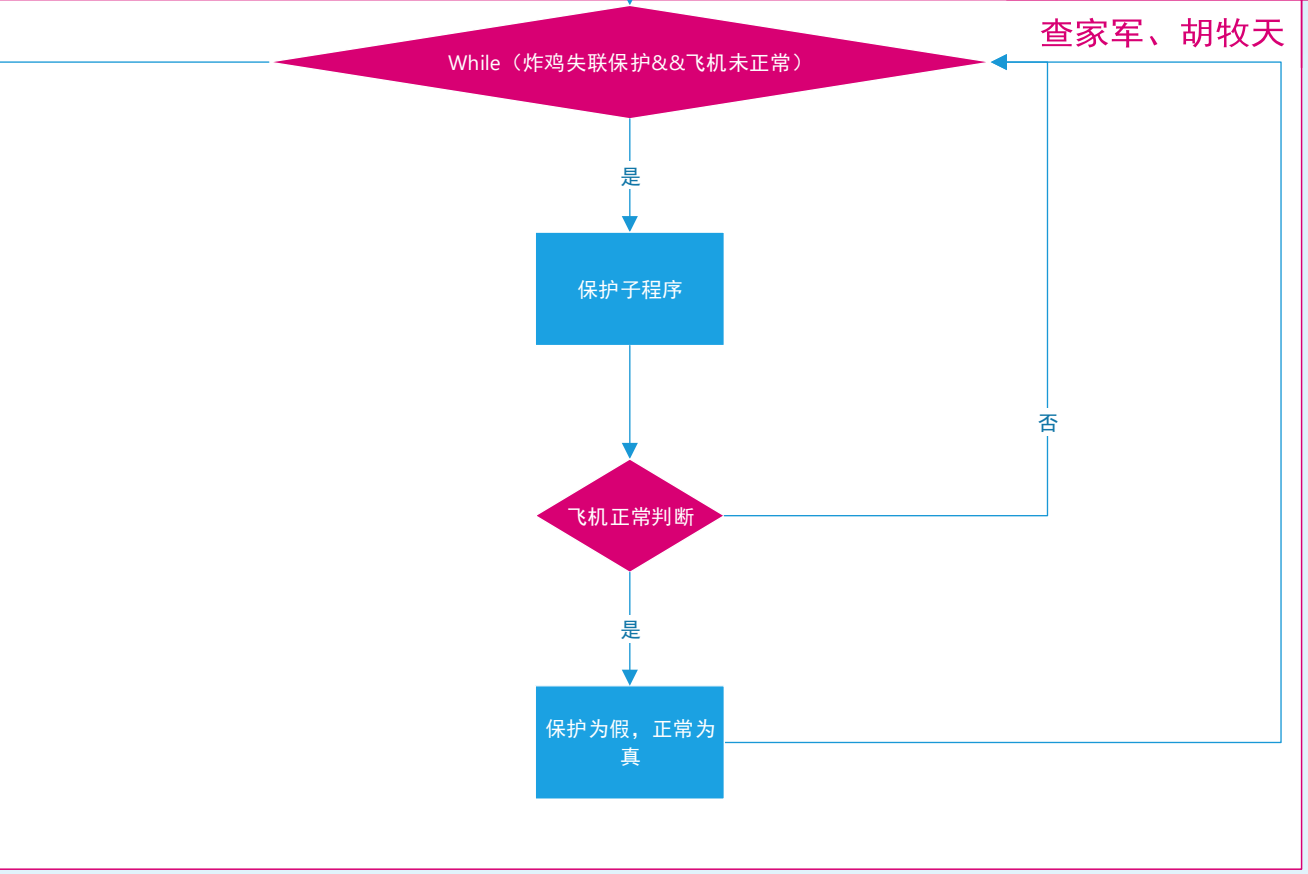 查家军、胡牧天
While（炸鸡失联保护&&飞机未正常）
是
保护子程序
否
飞机正常判断
是
保护为假，正常为
真